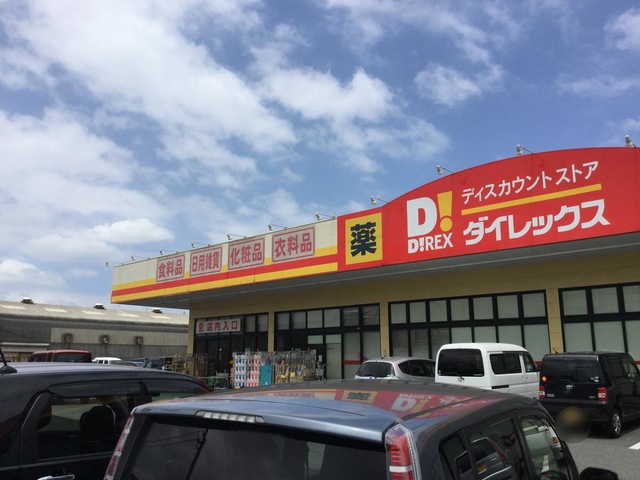 食料品
日用雑貨
化粧品
衣料品
薬
D!
D!REX
ディスカウントストア
ダイレックス
店内入口